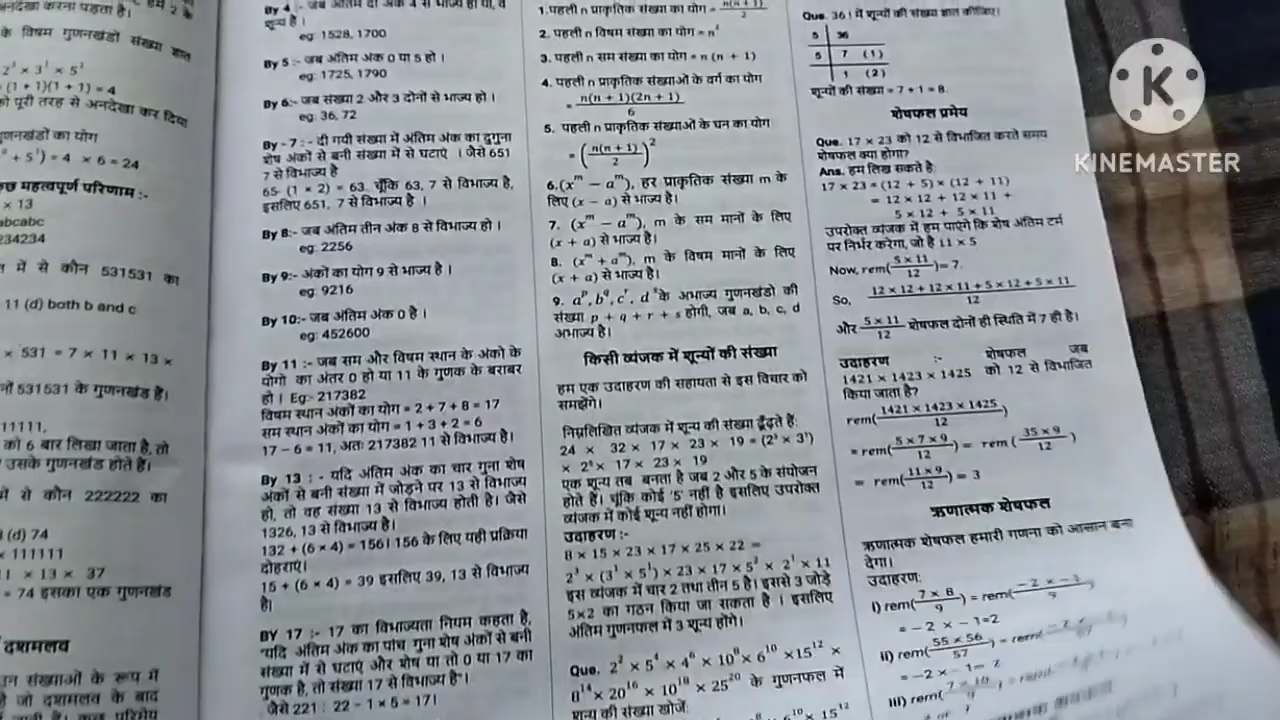 के विषम गुणनखंडों संख्या ज्ञात
2² × 3¹ × 5¹
(1 + 1)(1 + 1) = 4
को पूरी तरह से अनदेखा कर दिया
गुणनखंडों का योग
+ 5¹) = 4 × 6 = 24
कुछ महत्वपूर्ण परिणाम :-
× 13
abcabc
234234
में से कौन 531531 का
11 (d) both b and c
× 531 = 7 × 11 × 13 ×
531531 के गुणनखंड है।
11111,
को 6 बार लिखा जाता है, तो
उसके गुणनखंड होते हैं।
में से कौन 222222 का
(d) 74
× 111111
1 × 13 × 37
= 74 इसका एक गुणनखंड
दशमलव
उन संख्याओं के रूप में
है जो दशमलव के बाद
By 4 :- जब अंतिम दो अंक 4 से भाज्य हो या, वे
शून्य है ।
eg: 1528, 1700
By 5 :- जब अंतिम अंक 0 या 5 हो ।
eg: 1725, 1790
By 6:- जब संख्या 2 और 3 दोनों से भाज्य हो ।
eg: 36, 72
By - 7 :- दी गयी संख्या में अंतिम अंक का दुगुना
शेष अंकों से बनी संख्या में से घटाएं । जैसे 651
7 से विभाज्य है
65- (1 × 2) = 63. चूँकि 63, 7 से विभाज्य है,
इसलिए 651, 7 से विभाज्य है ।
By 8:- जब अंतिम तीन अंक 8 से विभाज्य हो ।
eg: 2256
By 9:- अंकों का योग 9 से भाज्य है ।
eg: 9216
By 10:- जब अंतिम अंक 0 है ।
eg: 452600
By 11 :- जब सम और विषम स्थान के अंको के
योगो का अंतर 0 हो या 11 के गुणक के बराबर
हो । Eg:- 217382
विषम स्थान अंकों का योग = 2 + 7 + 8 = 17
सम स्थान अंकों का योग = 1 + 3 + 2 = 6
17 – 6 = 11, अतः 217382 11 से विभाज्य है।
By 13 : - यदि अंतिम अंक का चार गुना शेष
अंकों से बनी संख्या में जोड़ने पर 13 से विभाज्य
हो, तो वह संख्या 13 से विभाज्य होती है। जैसे
1326, 13 से विभाज्य है।
132 + (6 × 4) = 156। 156 के लिए यही प्रक्रिया
दोहराएं।
15 + (6 × 4) = 39 इसलिए 39, 13 से विभाज्य
है।
BY 17 :- 17 का विभाज्यता नियम कहता है,
"यदि अंतिम अंक का पांच गुना शेष अंकों से बनी
संख्या में से घटाएं और शेष या तो 0 या 17 का
गुणक है, तो संख्या 17 से विभाज्य है"।
जैसे 221 : 22 - 1 × 5 = 17।
1.पहली n प्राकृतिक संख्या का योग = n(n+1)/2
2. पहली n विषम संख्या का योग = n²
3. पहली n सम संख्या का योग = n (n + 1)
4. पहली n प्राकृतिक संख्याओं के वर्ग का योग
= n(n + 1)(2n + 1)/6
5. पहली n प्राकृतिक संख्याओं के घन का योग
= (n(n + 1)/2)²
6.(xᵐ − aᵐ), हर प्राकृतिक संख्या m के
लिए (x − a) से भाज्य है।
7. (xᵐ − aᵐ), m के सम मानों के लिए
(x + a) से भाज्य है।
8. (xᵐ + aᵐ), m के विषम मानों के लिए
(x + a) से भाज्य है।
9. aᵖ, b^q, cʳ, dˢ के अभाज्य गुणनखंडो की
संख्या p + q + r + s होगी, जब a, b, c, d
अभाज्य है।
किसी व्यंजक में शून्यों की संख्या
हम एक उदाहरण की सहायता से इस विचार को
समझेंगे।
निम्नलिखित व्यंजक में शून्य की संख्या ढूँढ़ते हैं:
24 × 32 × 17 × 23 × 19 = (2³ × 3¹)
× 2⁵ × 17 × 23 × 19
एक शून्य तब बनता है जब 2 और 5 के संयोजन
होते हैं। चूंकि कोई '5' नहीं है इसलिए उपरोक्त
व्यंजक में कोई शून्य नहीं होगा।
उदाहरण :-
8 × 15 × 23 × 17 × 25 × 22 =
2³ × (3¹ × 5¹) × 23 × 17 × 5² × 2¹ × 11
इस व्यंजक में चार 2 तथा तीन 5 है। इससे 3 जोड़े
5×2 का गठन किया जा सकता है । इसलिए
अंतिम गुणनफल में 3 शून्य होंगे।
Que. 2² × 5⁴ × 4⁶ × 10⁸ × 6¹⁰ ×15¹² ×
8¹⁴ × 20¹⁶ × 10¹⁸ × 25²⁰ के गुणफल में
शून्य की संख्या खोजें:
Que. 36 ! में शून्यों की संख्या ज्ञात कीजिए।
5 36
5 7 (1)
1 (2)
शून्यों की संख्या = 7 + 1 = 8.
शेषफल प्रमेय
Que. 17 × 23 को 12 से विभाजित करते समय
शेषफल क्या होगा?
Ans. हम लिख सकते है:
17 × 23 = (12 + 5) × (12 + 11)
= 12 × 12 + 12 × 11 +
5 × 12 + 5 × 11
उपरोक्त व्यंजक में हम पाएंगे कि शेष अंतिम टर्म
पर निर्भर करेगा, जो है 11 × 5
Now, rem(5 × 11/12) = 7.
So, 12 × 12 + 12 × 11 + 5 × 12 + 5 × 11/12
और 5 × 11/12 शेषफल दोनों ही स्थिति में 7 ही है।
उदाहरण :- शेषफल जब
1421 × 1423 × 1425 को 12 से विभाजित
किया जाता है?
rem(1421 × 1423 × 1425/12)
= rem(5 × 7 × 9/12) = rem (35 × 9/12)
= rem(11 × 9/12) = 3
ऋणात्मक शेषफल
ऋणात्मक शेषफल हमारी गणना को आसान बना
देगा।
उदाहरण:
i) rem(7 × 8/9) = rem(−2 × −1/9)
= −2 × −1=2
ii) rem(55 × 56/57) = rem
= −2 × −1= 2
iii) rem(
KINEMASTER